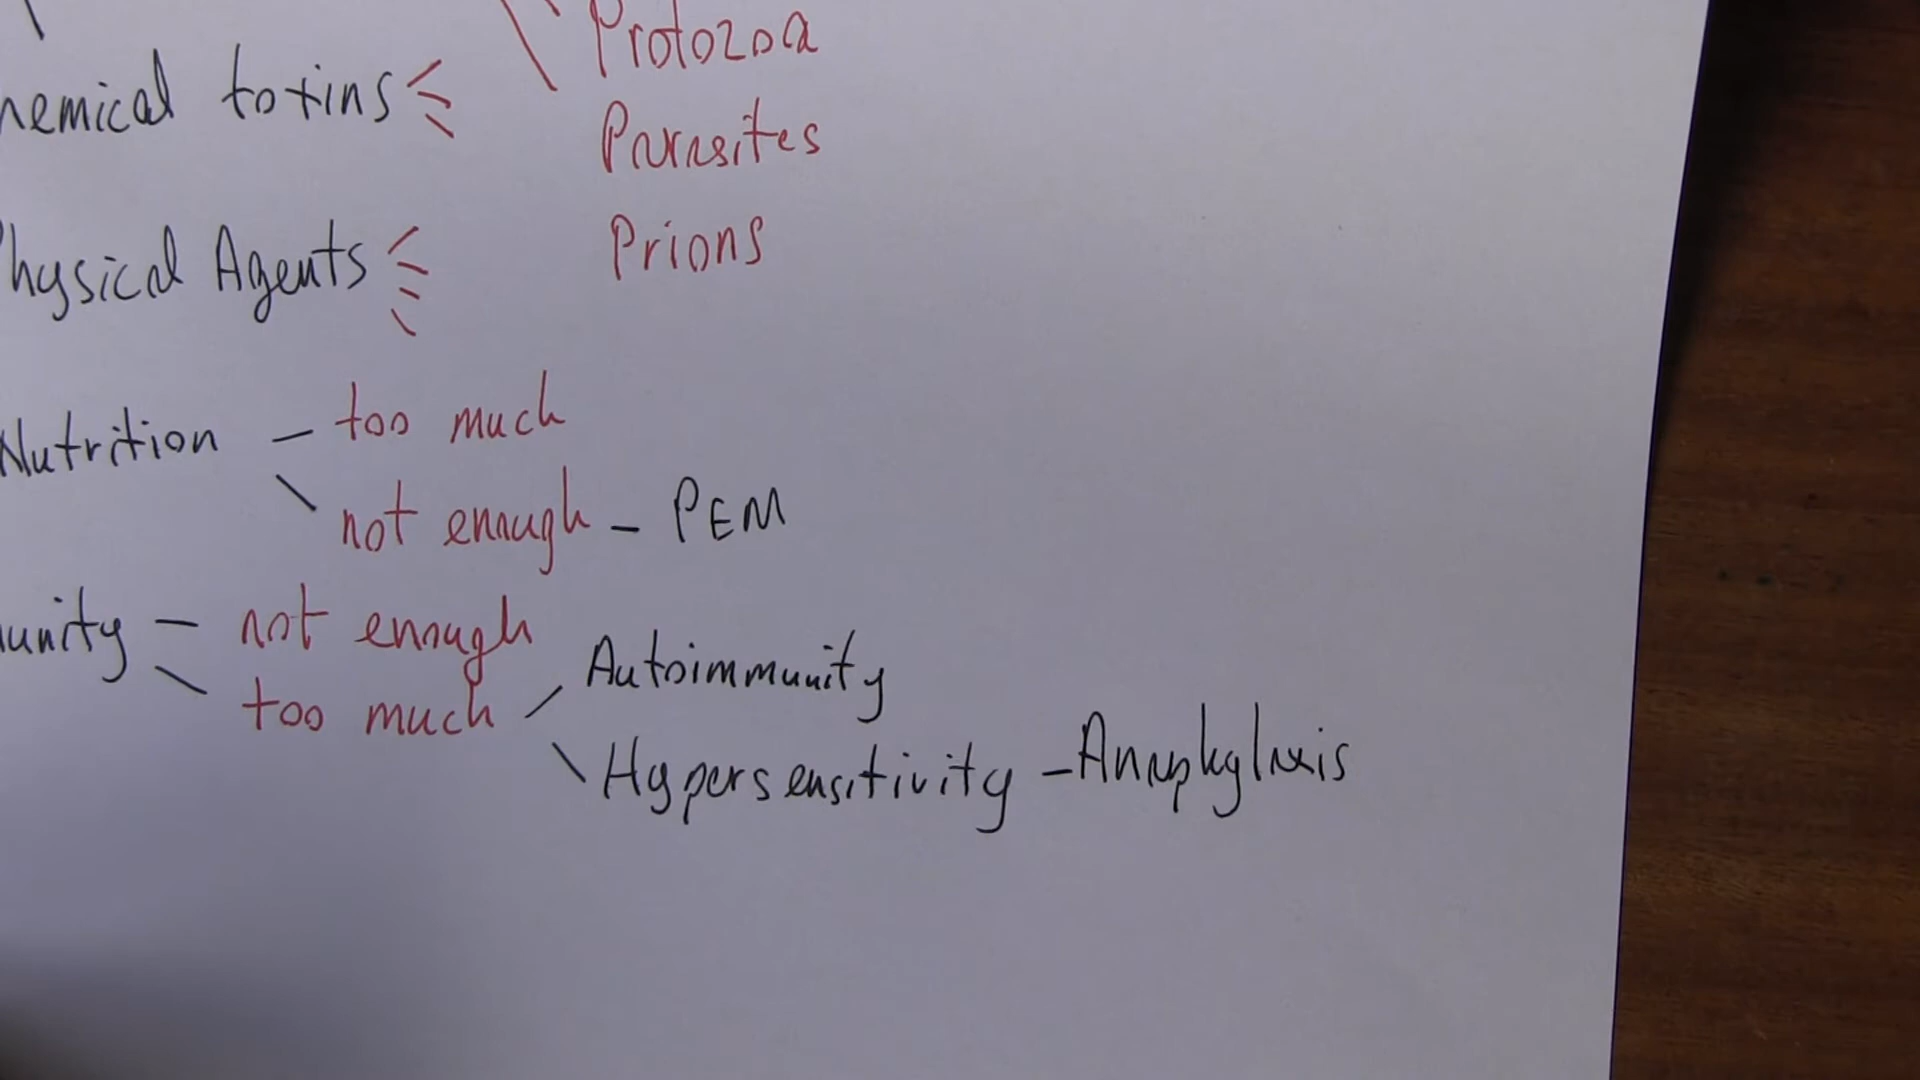 Protozoa
hemical toxins
Parasites
Prions
Physical Agents
Nutrition - too much
not enough - PEM
unity - not enough
too much
Autoimmunity
Hypersensitivity - Anaphylaxis